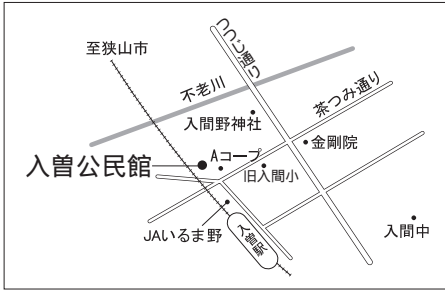 至狭山市
つつじ通り
不老川
茶つみ通り
入間野神社
金剛院
Aコープ
入曽公民館
旧入間小
JAいるま野
入曽駅
入間中